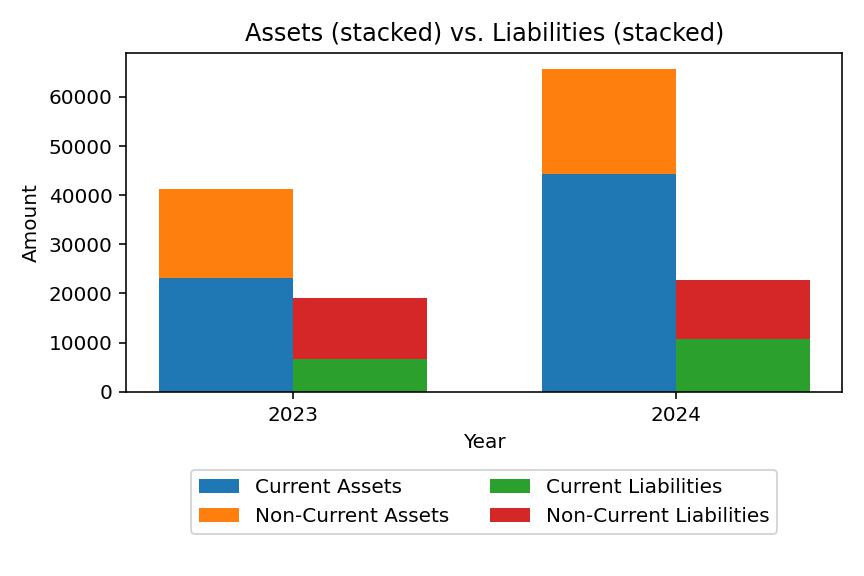 Assets (stacked) vs. Liabilities (stacked)
60000
50000
40000
30000
20000
10000
0
Amount
2023 2024
Year
Current Assets Current Liabilities
Non-Current Assets Non-Current Liabilities